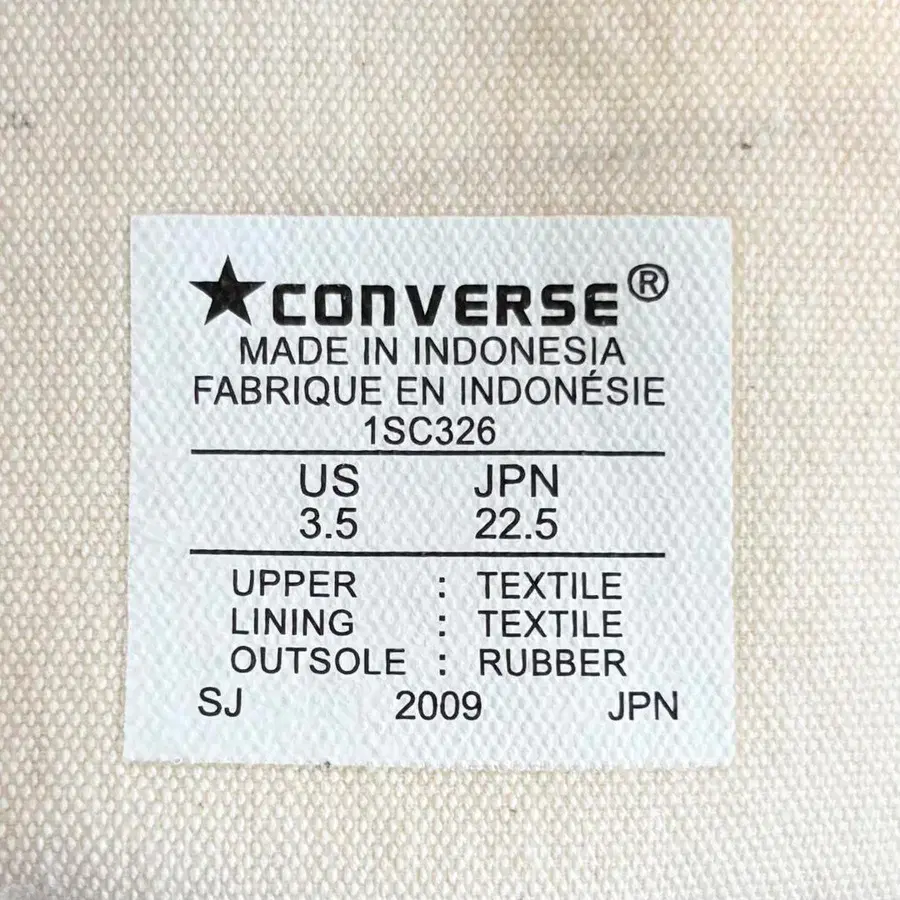 ★CONVERSE®
MADE IN INDONESIA
FABRIQUE EN INDONÉSIE
1SC326
US JPN
3.5 22.5
UPPER : TEXTILE
LINING : TEXTILE
OUTSOLE : RUBBER
SJ 2009 JPN